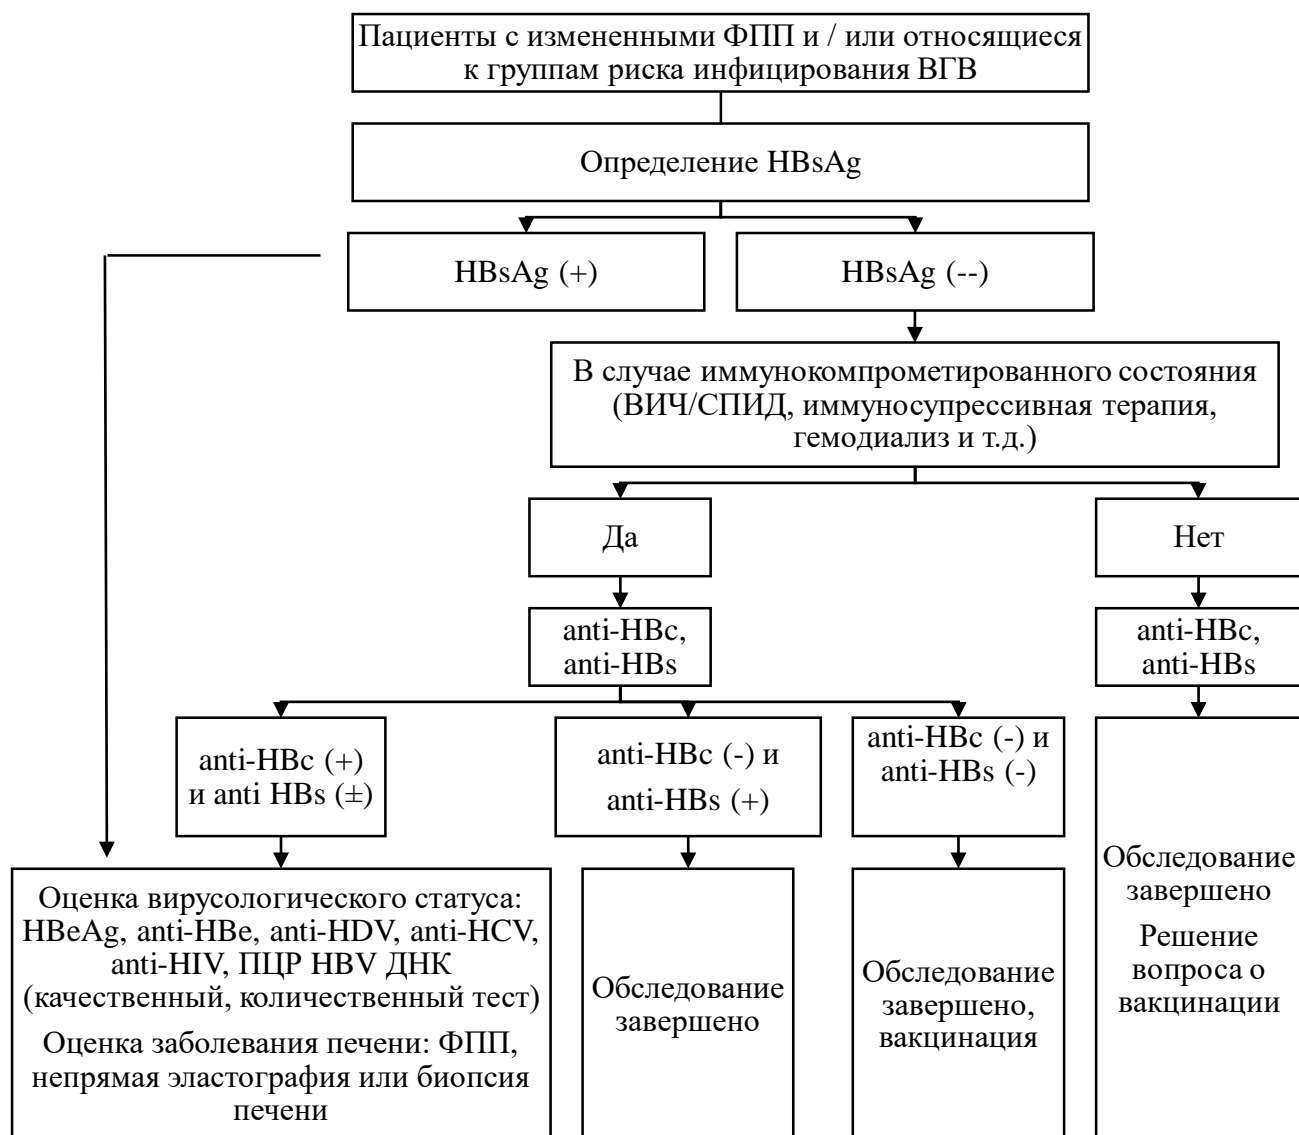 Пациенты с измененными ФПП и / или относящиеся
к группам риска инфицирования ВГВ
Определение HBsAg
HBsAg (+)
HBsAg (--)
В случае иммунокомпрометированного состояния
(ВИЧ/СПИД, иммуносупрессивная терапия,
гемодиализ и т.д.)
Да
Нет
anti-HBc,
anti-HBs
anti-HBc,
anti-HBs
anti-HBc (+)
и anti HBs (±)
anti-HBc (-) и
anti-HBs (+)
anti-HBc (-) и
anti-HBs (-)
Оценка вирусологического статуса:
HBeAg, anti-HBe, anti-HDV, anti-HCV,
anti-HIV, ПЦР HBV ДНК
(качественный, количественный тест)
Оценка заболевания печени: ФПП,
непрямая эластография или биопсия
печени
Обследование
завершено
Обследование
завершено,
вакцинация
Обследование
завершено
Решение
вопроса о
вакцинации